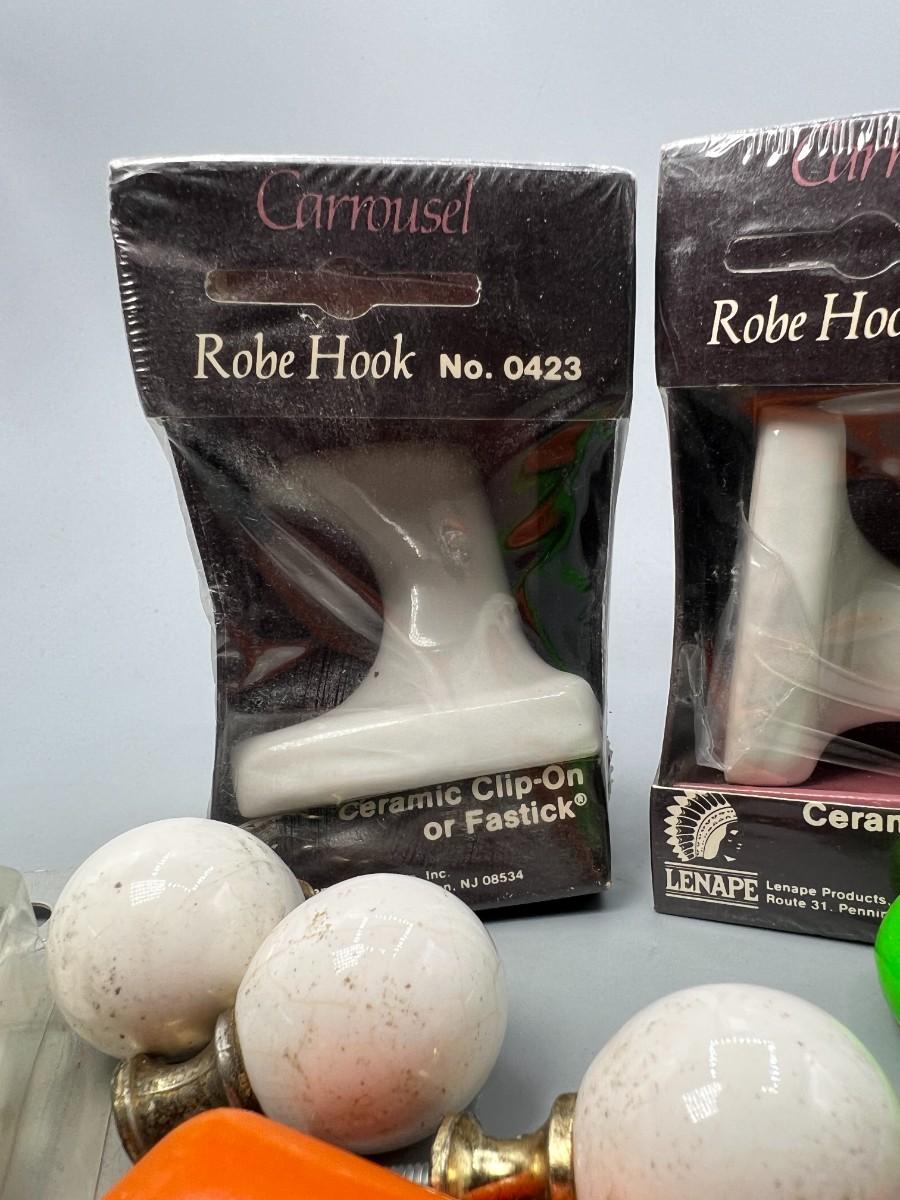 Carrousel
Robe Hook No. 0423
Ceramic Clip-On
or Fastick®
Inc.
NJ 08534
Carr
Robe Hoo
Ceram
LENAPE
Lenape Products,
Route 31. Pennin